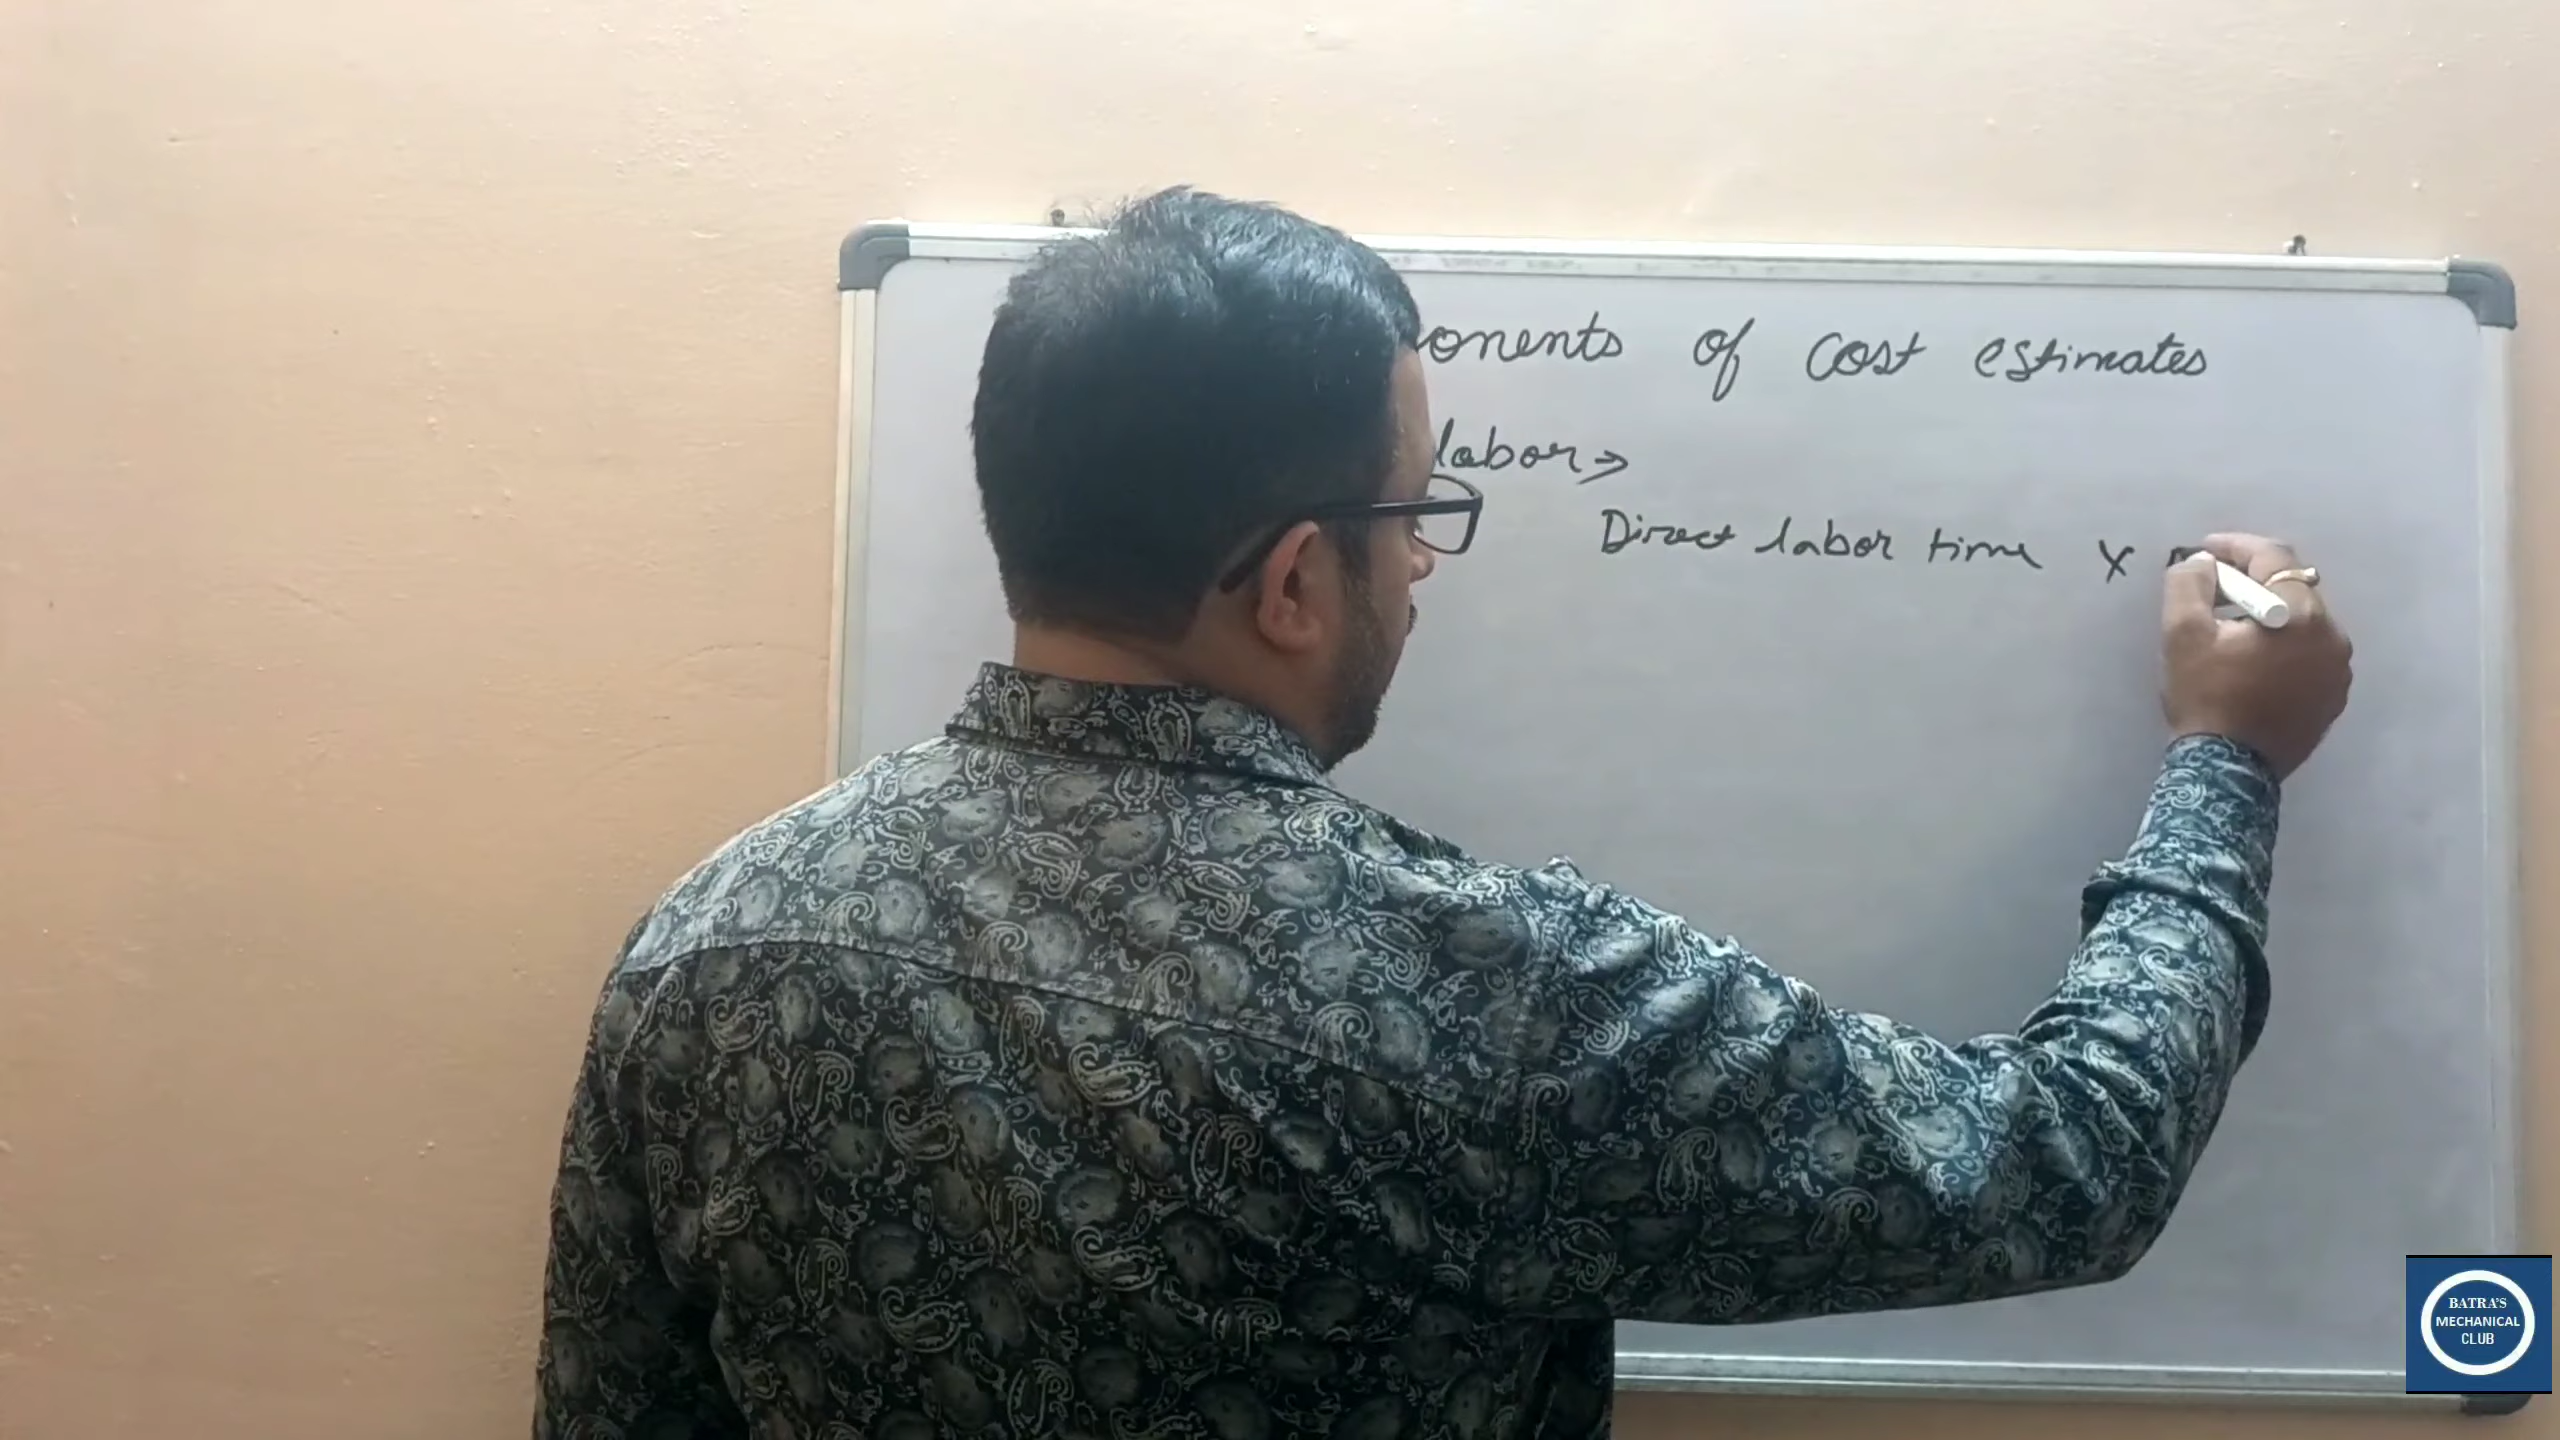 onents of cost estimates
labor →
Direct labor time ×
BATRA'S
MECHANICAL
CLUB